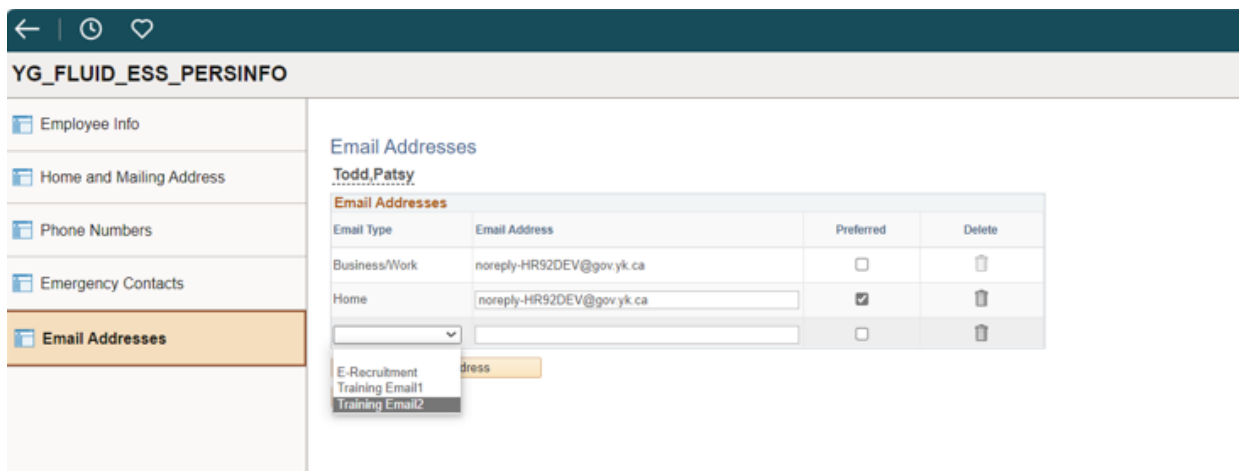 YG_FLUID_ESS_PERSINFO
Employee Info
Home and Mailing Address
Phone Numbers
Emergency Contacts
Email Addresses
Email Addresses
Todd,Patsy
Email Addresses
Email Type Email Address Preferred Delete
Business/Work noreply-HR92DEV@gov.yk.ca
Home noreply-HR92DEV@gov.yk.ca
E-Recruitment
Training Email1
Training Email2